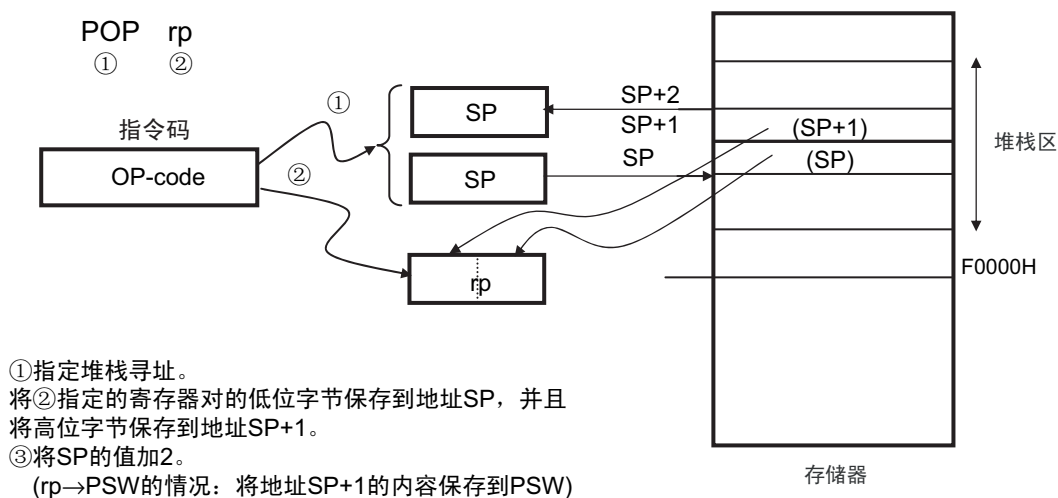 POP rp
① ②
指令码
OP-code
①
②
SP
SP
rp
SP+2
SP+1
SP
(SP+1)
(SP)
堆栈区
F0000H
存储器
①指定堆栈寻址。
将②指定的寄存器对的低位字节保存到地址SP，并且
将高位字节保存到地址SP+1。
③将SP的值加2。
(rp→PSW的情况：将地址SP+1的内容保存到PSW)